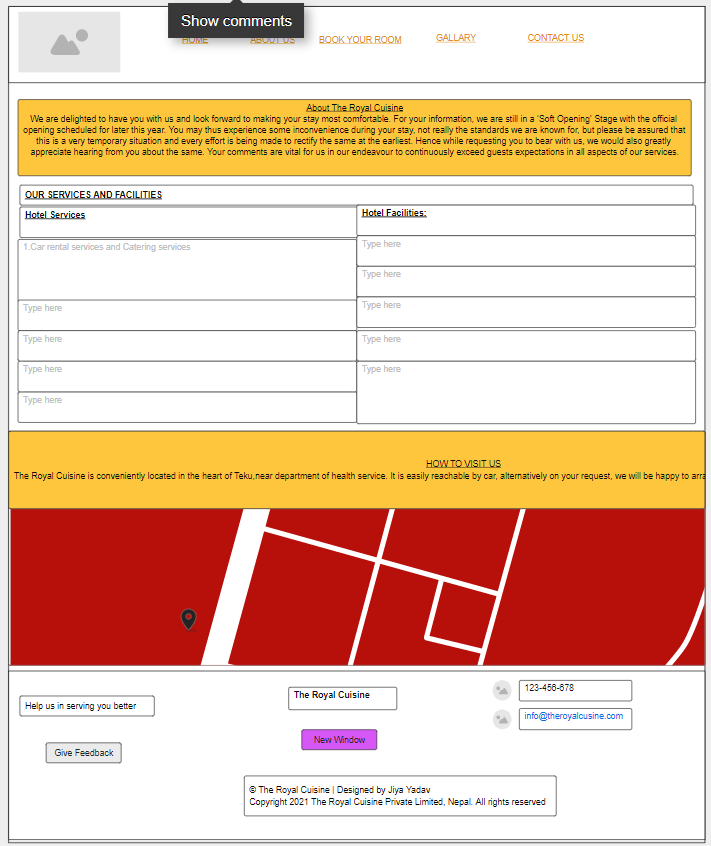 Show comments
HOME ABOUT US BOOK YOUR ROOM GALLARY CONTACT US
About The Royal Cuisine
We are delighted to have you with us and look forward to making your stay most comfortable. For your information, we are still in a 'Soft Opening' Stage with the official
opening scheduled for later this year. You may thus experience some inconvenience during your stay, not really the standards we are known for, but please be assured that
this is a very temporary situation and every effort is being made to rectify the same at the earliest. Hence while requesting you to bear with us, we would also greatly
appreciate hearing from you about the same. Your comments are vital for us in our endeavour to continuously exceed guests expectations in all aspects of our services.
OUR SERVICES AND FACILITIES
Hotel Services
Hotel Facilities:
1.Car rental services and Catering services
Type here
Type here
Type here
Type here
Type here
Type here
Type here
Type here
Type here
HOW TO VISIT US
The Royal Cuisine is conveniently located in the heart of Teku,near department of health service. It is easily reachable by car, alternatively on your request, we will be happy to arra
Help us in serving you better
Give Feedback
The Royal Cuisine
New Window
123-456-678
info@theroyalcusine.com
© The Royal Cuisine | Designed by Jiya Yadav
Copyright 2021 The Royal Cuisine Private Limited, Nepal. All rights reserved